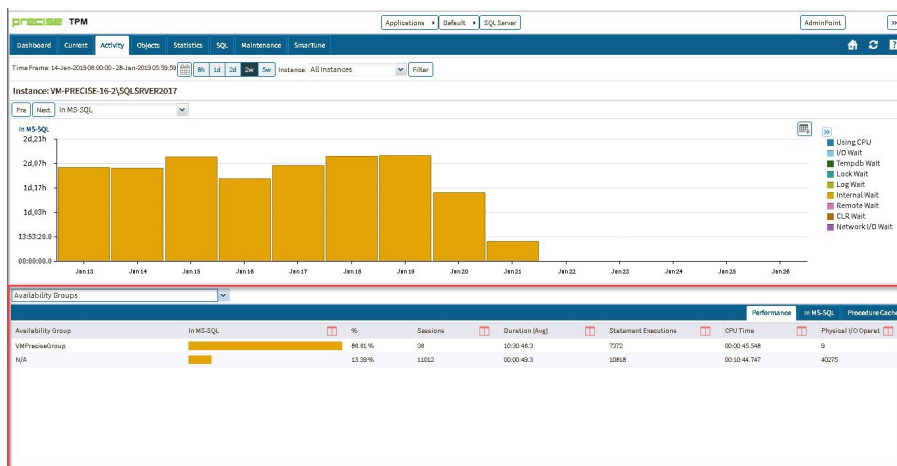 PRECISE TPM
Applications Default SQL Server
AdminPoint
Dashboard Current Activity Objects Statistics SQL Maintenance SmarTune
Time Frame: 14-Jan-2019 06:00:00 - 28-Jan-2019 05:59:59 8h 1d 2d 2w 5w Instance: All Instances Filter
Instance: VM-PRECISE-16-2\SQLSRVER2017
Pre Next In MS-SQL
In MS-SQL
2d,21h
2d,07h
1d,17h
1d,03h
13:53:20.0
00:00:00.0
Jan 13 Jan 14 Jan 15 Jan 16 Jan 17 Jan 18 Jan 19 Jan 20 Jan 21 Jan 22 Jan 23 Jan 24 Jan 25 Jan 26
Using CPU
I/O Wait
Tempdb Wait
Lock Wait
Log Wait
Internal Wait
Remote Wait
CLR Wait
Network I/O Wait
Availability Groups
Performance In MS-SQL Procedure Cache
Availability Group In MS-SQL % Sessions Duration (Avg) Statement Executions CPU Time Physical I/O Operat
VMPreciseGroup 86.61 % 36 10:30:46.3 7372 00:00:45.548 9
N/A 13.39 % 11012 00:00:49.3 10818 00:10:44.747 40275